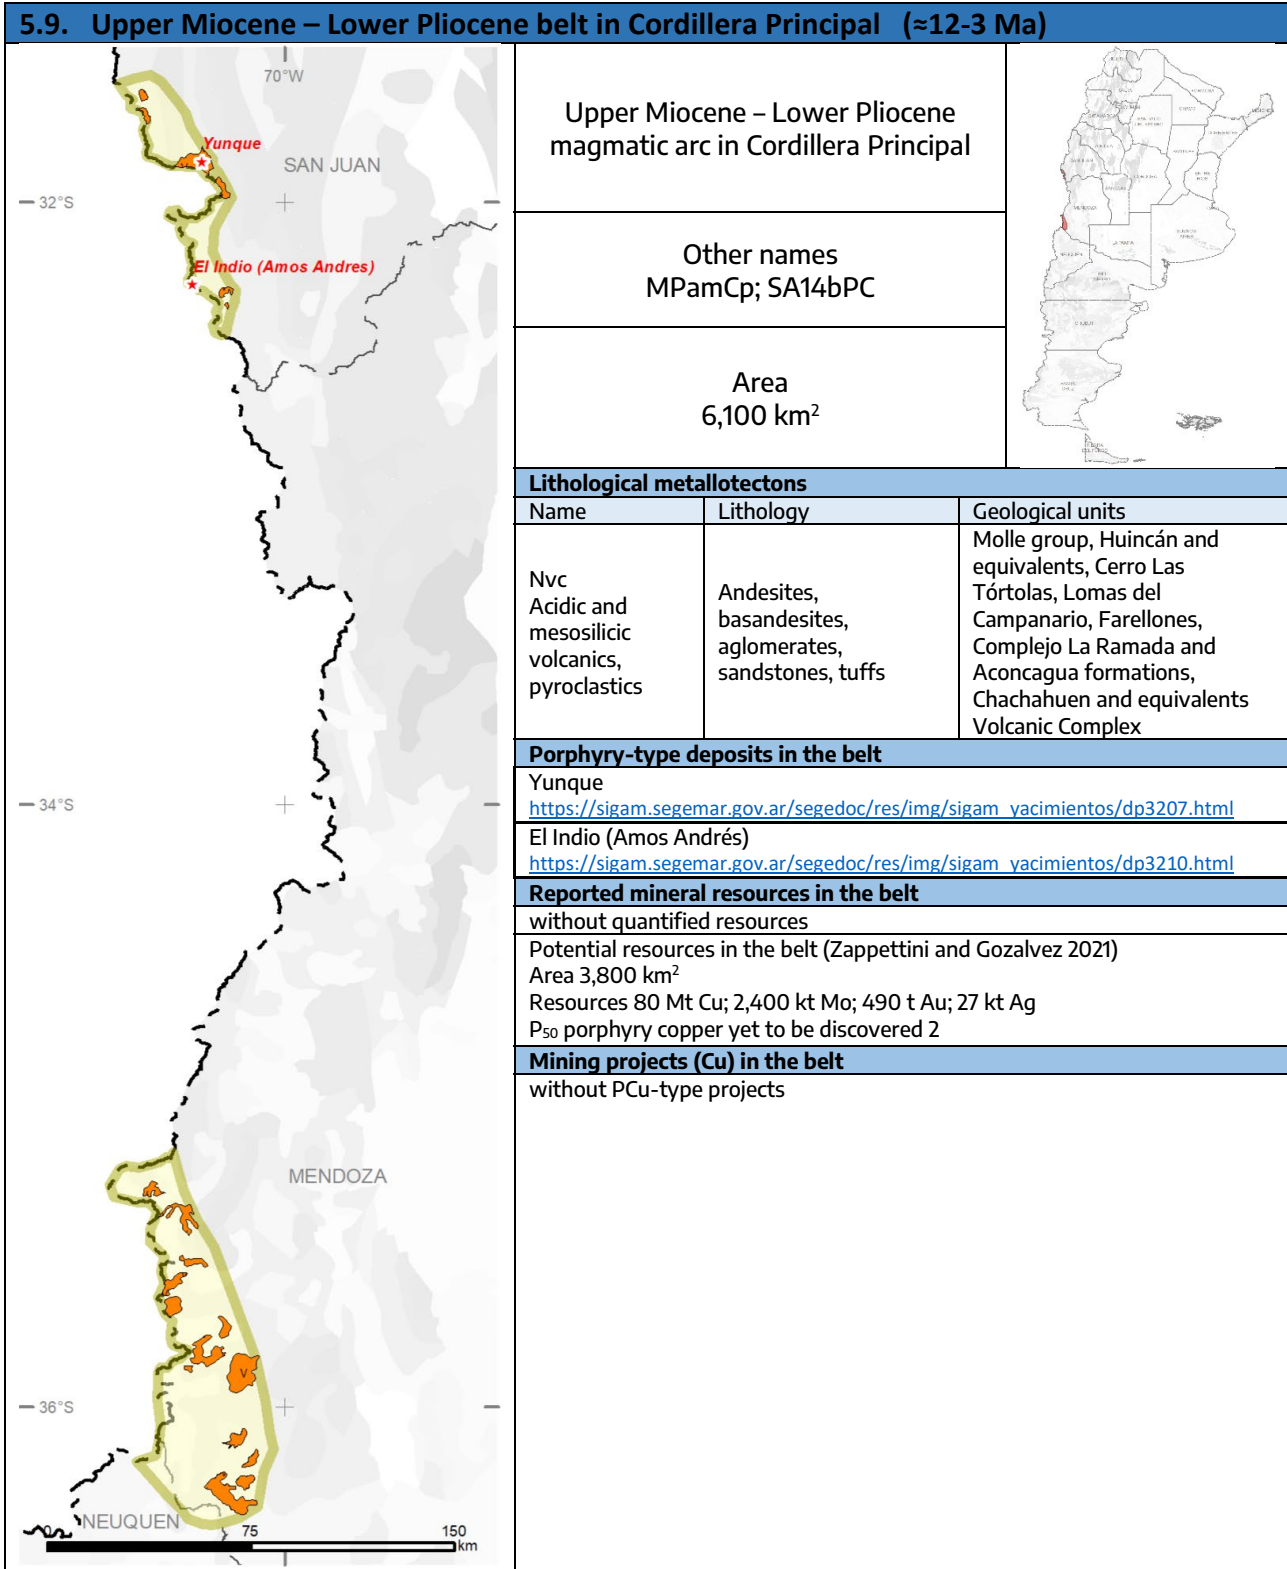 5.9. Upper Miocene – Lower Pliocene belt in Cordillera Principal (≈12-3 Ma)
70°W
Yunque
SAN JUAN
32°S
El Indio (Amos Andres)
34°S
MENDOZA
V
36°S
NEUQUEN
0 75 150
km
Upper Miocene – Lower Pliocene
magmatic arc in Cordillera Principal
Other names
MPamCp; SA14bPC
Area
6,100 km²
Lithological metallotectons
Name Lithology Geological units
Nvc
Acidic and
mesosilicic
volcanics,
pyroclastics
Andesites,
basandesites,
aglomerates,
sandstones, tuffs
Molle group, Huincán and
equivalents, Cerro Las
Tórtolas, Lomas del
Campanario, Farellones,
Complejo La Ramada and
Aconcagua formations,
Chachahuen and equivalents
Volcanic Complex
Porphyry-type deposits in the belt
Yunque
https://sigam.segemar.gov.ar/segedoc/res/img/sigam_yacimientos/dp3207.html
El Indio (Amos Andrés)
https://sigam.segemar.gov.ar/segedoc/res/img/sigam_yacimientos/dp3210.html
Reported mineral resources in the belt
without quantified resources
Potential resources in the belt (Zappettini and Gozalvez 2021)
Area 3,800 km²
Resources 80 Mt Cu; 2,400 kt Mo; 490 t Au; 27 kt Ag
P₅₀ porphyry copper yet to be discovered 2
Mining projects (Cu) in the belt
without PCu-type projects